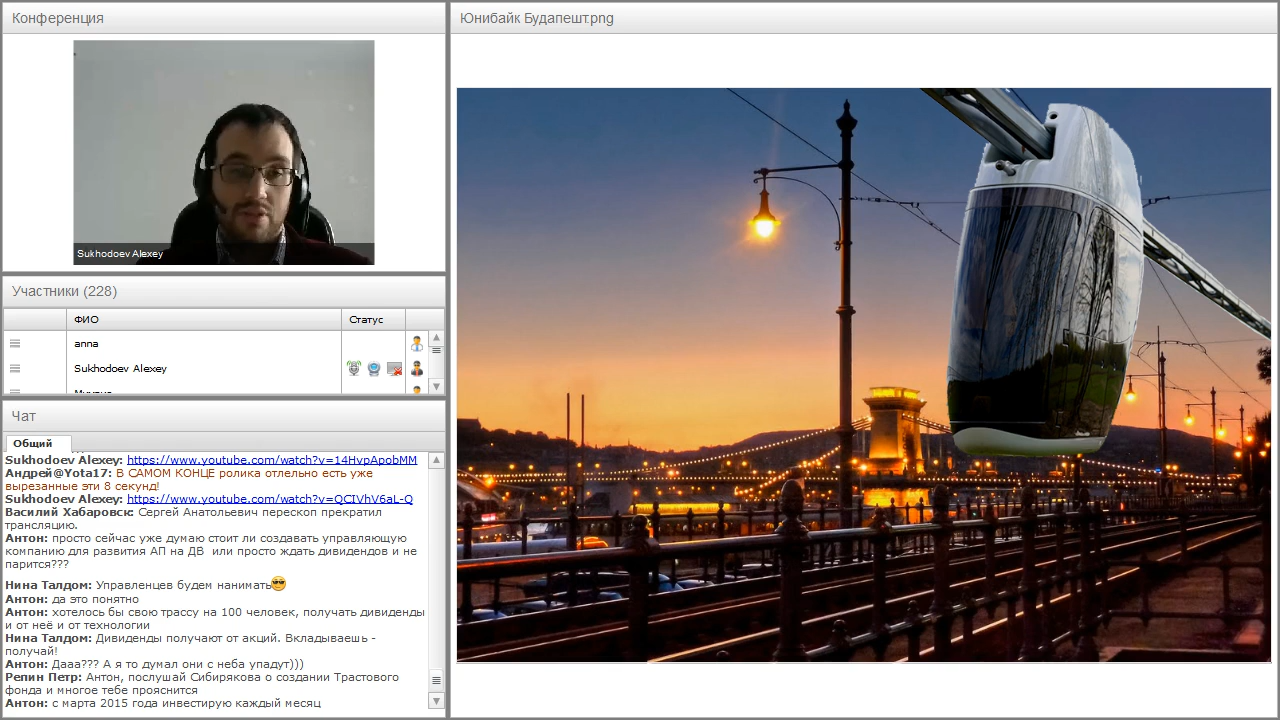 Конференция
Юнибайк Будапешт.png
Sukhodoev Alexey
Участники (228)
ФИО
Статус
anna
Sukhodoev Alexey
Чат
Общий
Sukhodoev Alexey: https://www.youtube.com/watch?v=14HvpApobMM
Андрей@Yota17: В САМОМ КОНЦЕ ролика отлельно есть уже
вырезанные эти 8 секунд!
Sukhodoev Alexey: https://www.youtube.com/watch?v=QCIVhV6aL-Q
Василий Хабаровск: Сергей Анатольевич перескоп прекратил
трансляцию.
Антон: просто сейчас уже думаю стоит ли создавать управляющую
компанию для развития АП на ДВ или просто ждать дивидендов и не
парится???
Нина Талдом: Управленцев будем нанимать
Антон: да это понятно
Антон: хотелось бы свою трассу на 100 человек, получать дивиденды
и от неё и от технологии
Нина Талдом: Дивиденды получают от акций. Вкладываешь -
получай!
Антон: Дааа??? А я то думал они с неба упадут)))
Репин Петр: Антон, послушай Сибирякова о создании Трастового
фонда и многое тебе прояснится
Антон: с марта 2015 года инвестирую каждый месяц